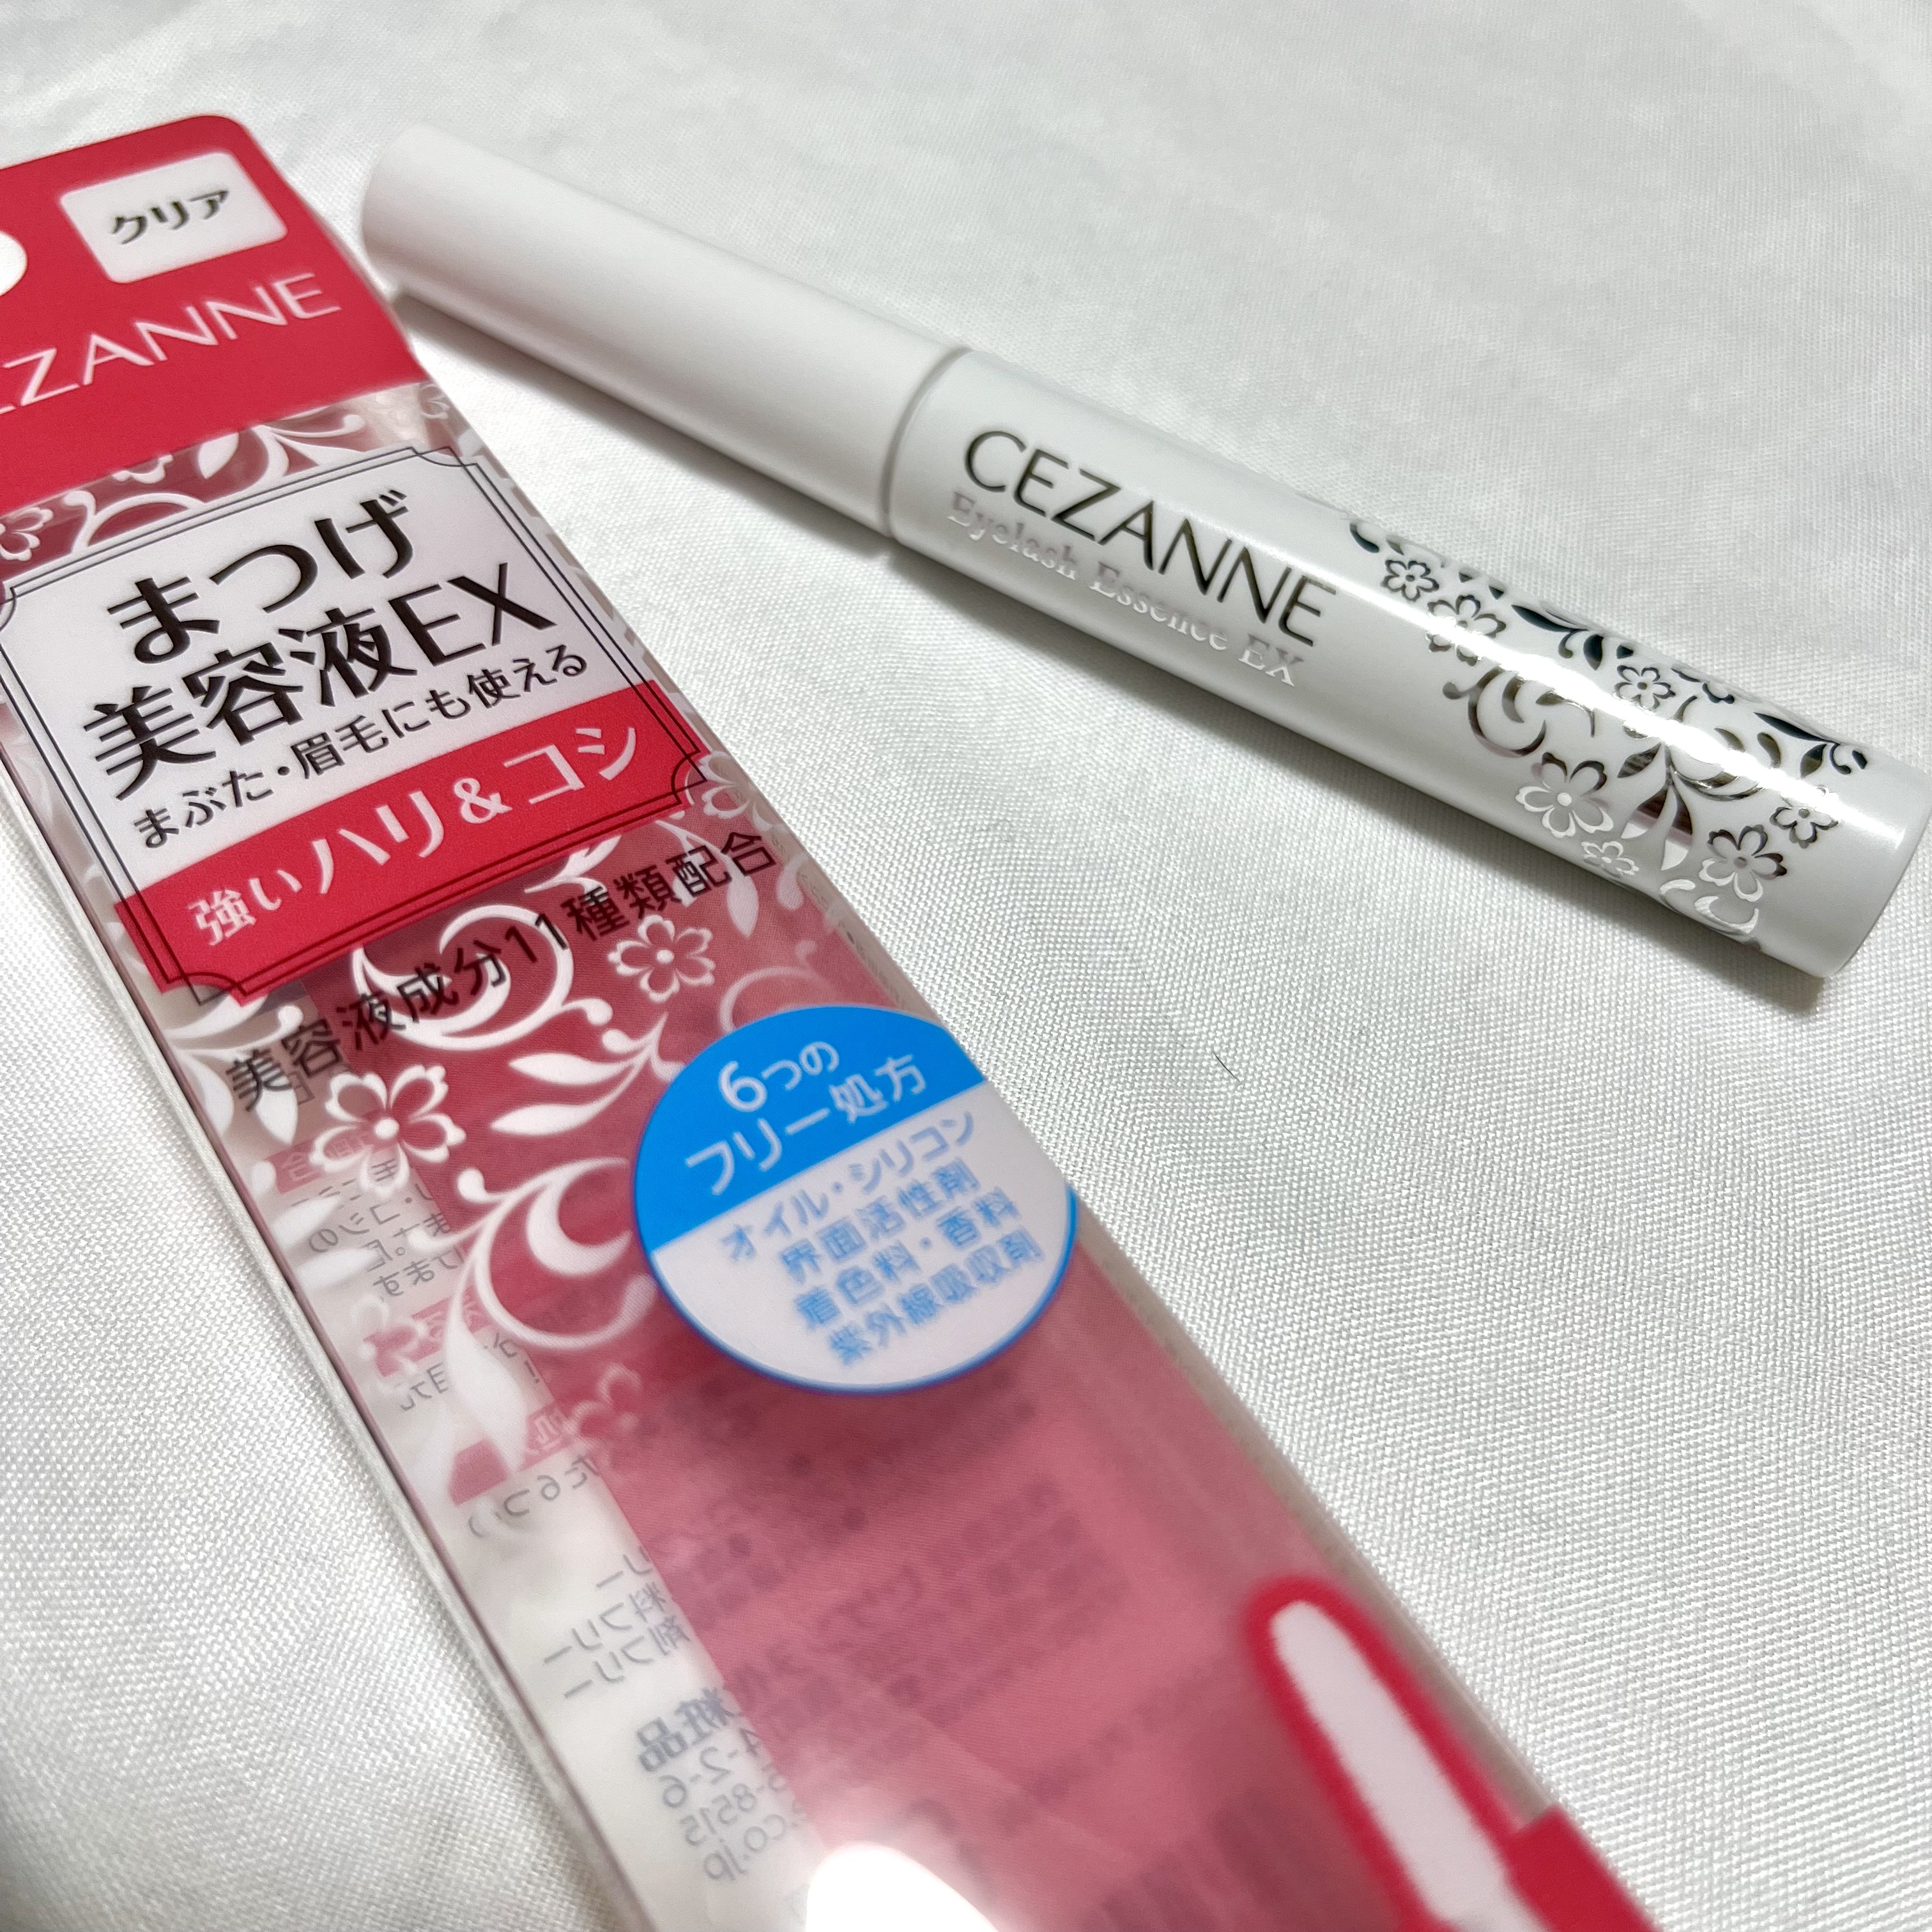 クリア
CEZANNE
まつげ
美容液EX
まぶた・眉毛にも使える
強いハリ&コシ
美容液成分11種類配合
6つの
フリー処方
オイル・シリコン
界面活性剤
着色料・香料
紫外線吸収剤
CEZANNE
Eyelash Essence EX